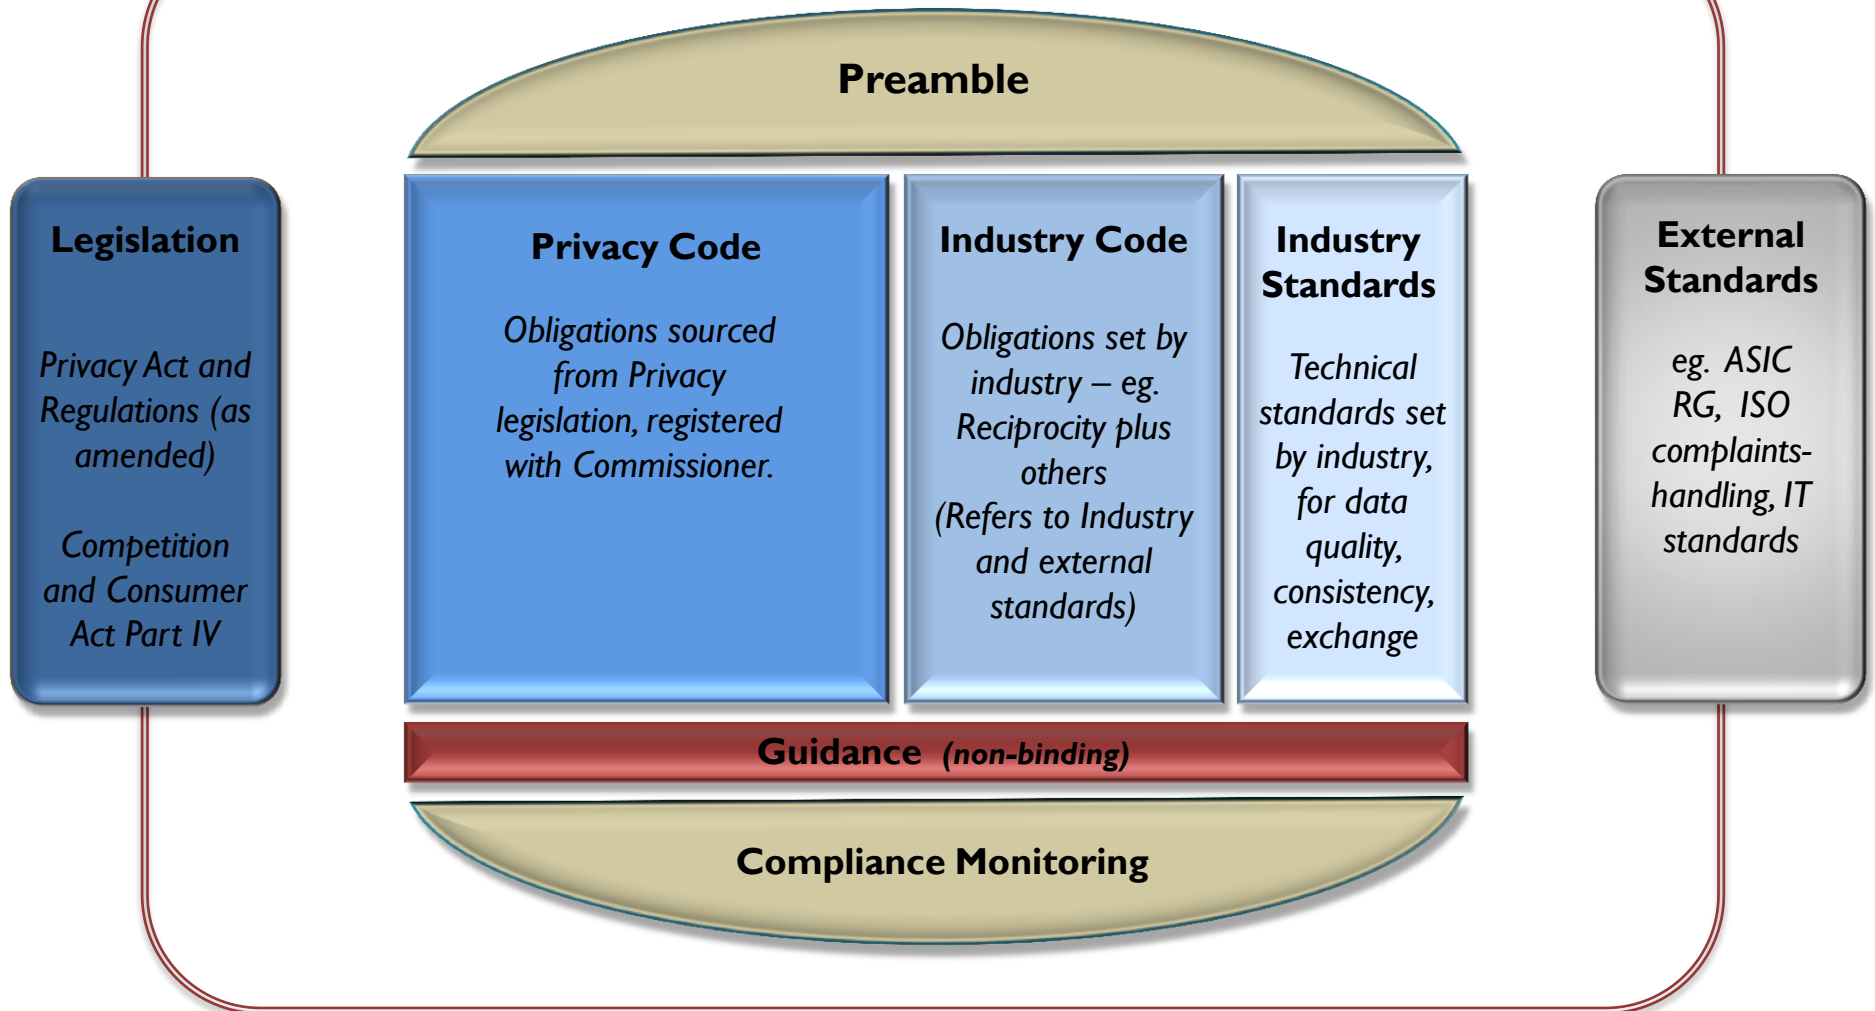 Preamble
Legislation
Privacy Act and
Regulations (as
amended)
Competition
and Consumer
Act Part IV
Privacy Code
Obligations sourced
from Privacy
legislation, registered
with Commissioner.
Industry Code
Obligations set by
industry – eg.
Reciprocity plus
others
(Refers to Industry
and external
standards)
Industry
Standards
Technical
standards set
by industry,
for data
quality,
consistency,
exchange
External
Standards
eg. ASIC
RG, ISO
complaints-
handling, IT
standards
Guidance (non-binding)
Compliance Monitoring